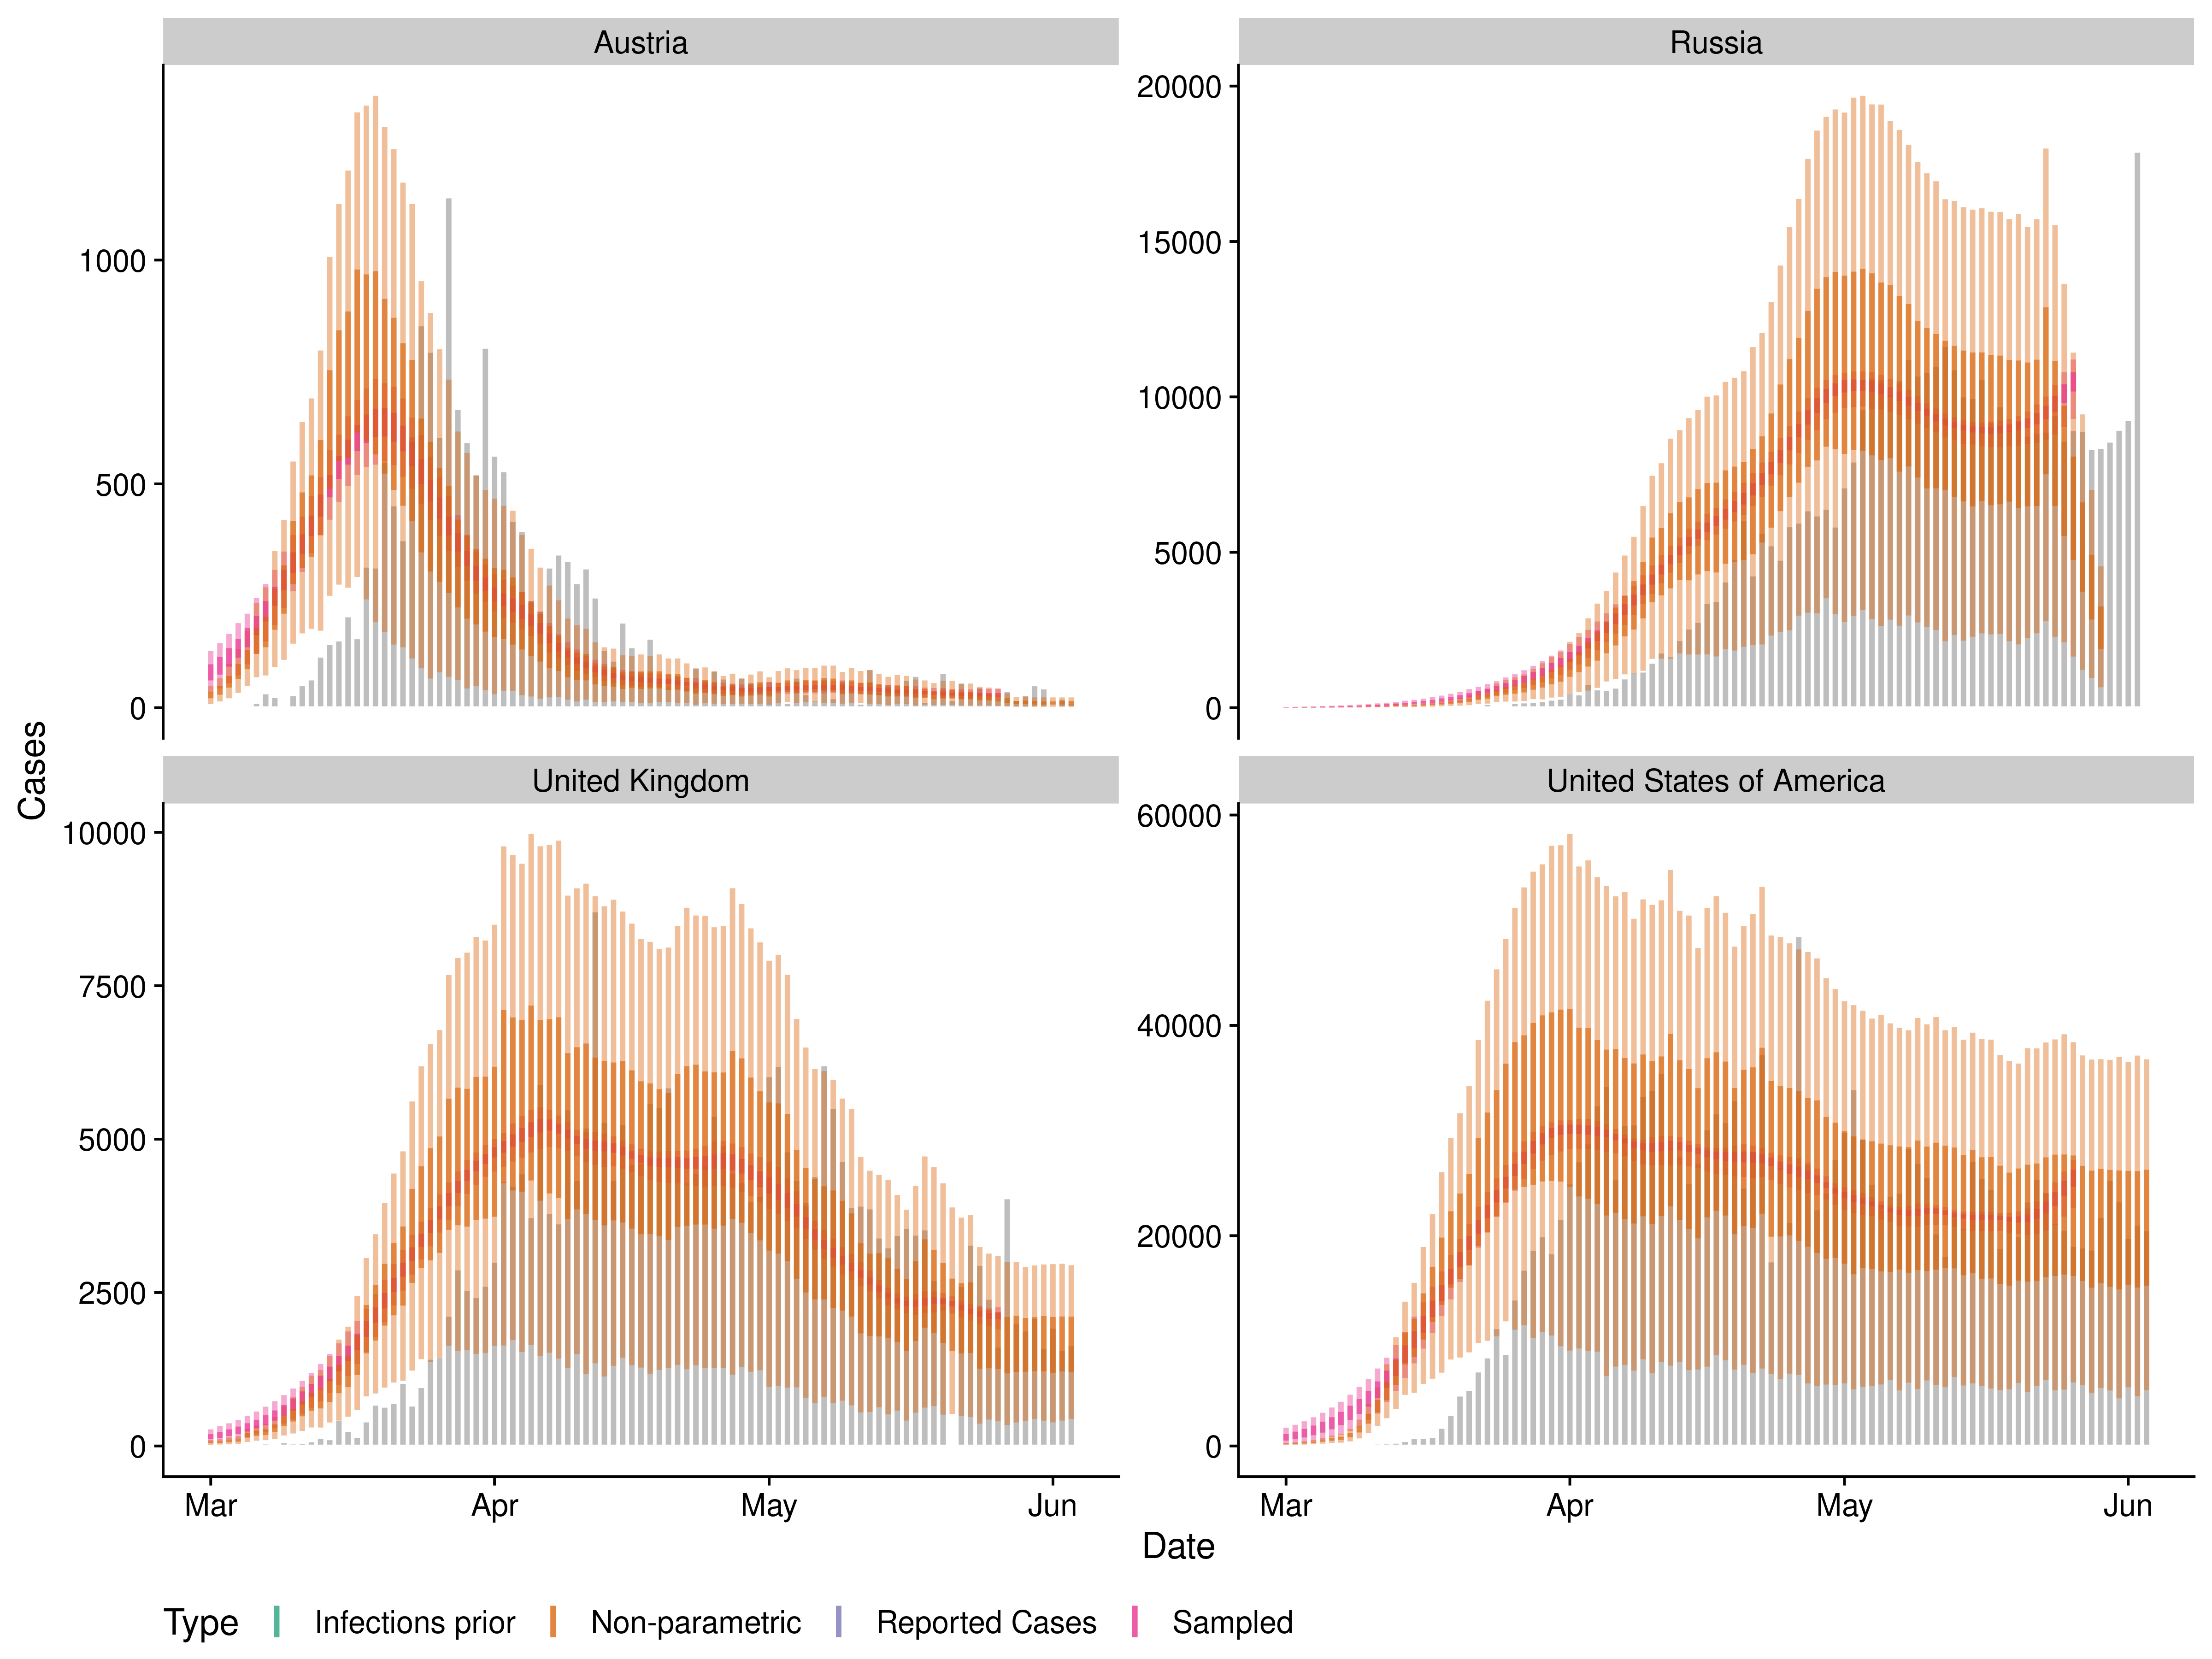 Austria
Russia
1000
500
0
20000
15000
10000
5000
0
Cases
United Kingdom
United States of America
10000
7500
5000
2500
0
60000
40000
20000
0
Mar Apr May Jun
Mar Apr May Jun
Date
Type Infections prior Non-parametric Reported Cases Sampled